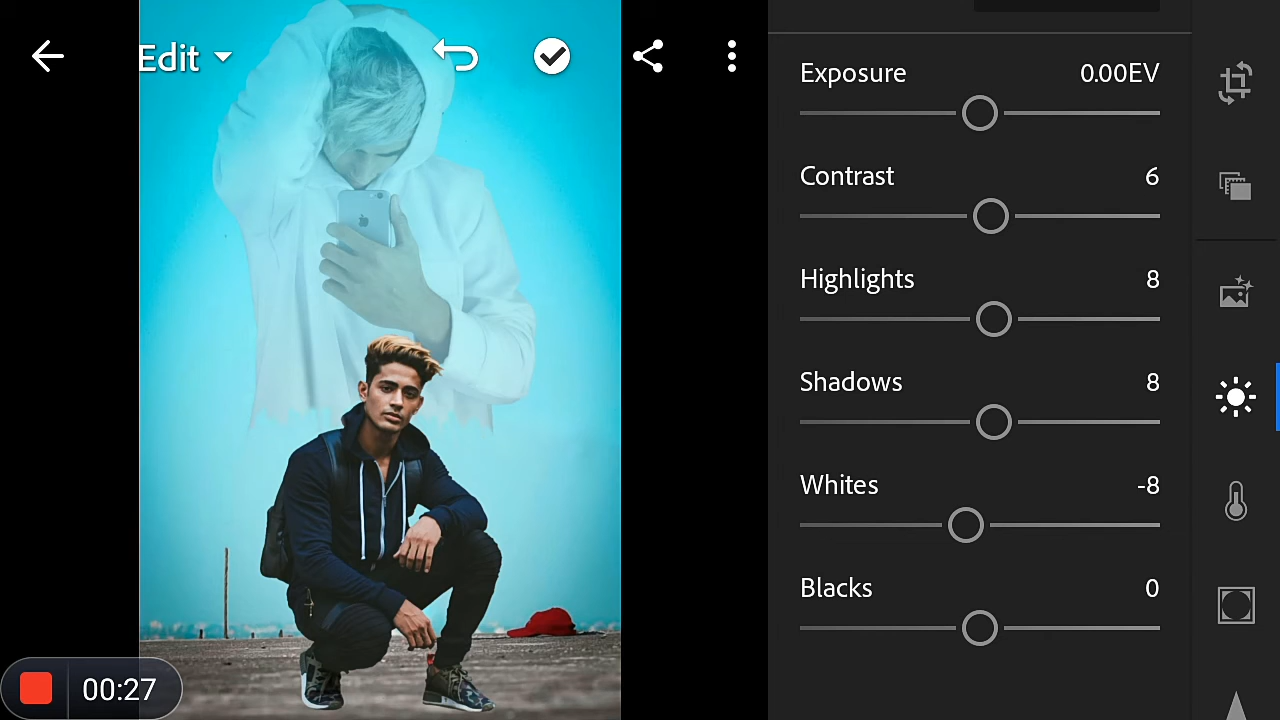 Edit
Exposure 0.00EV
Contrast 6
Highlights 8
Shadows 8
Whites -8
Blacks 0
00:27